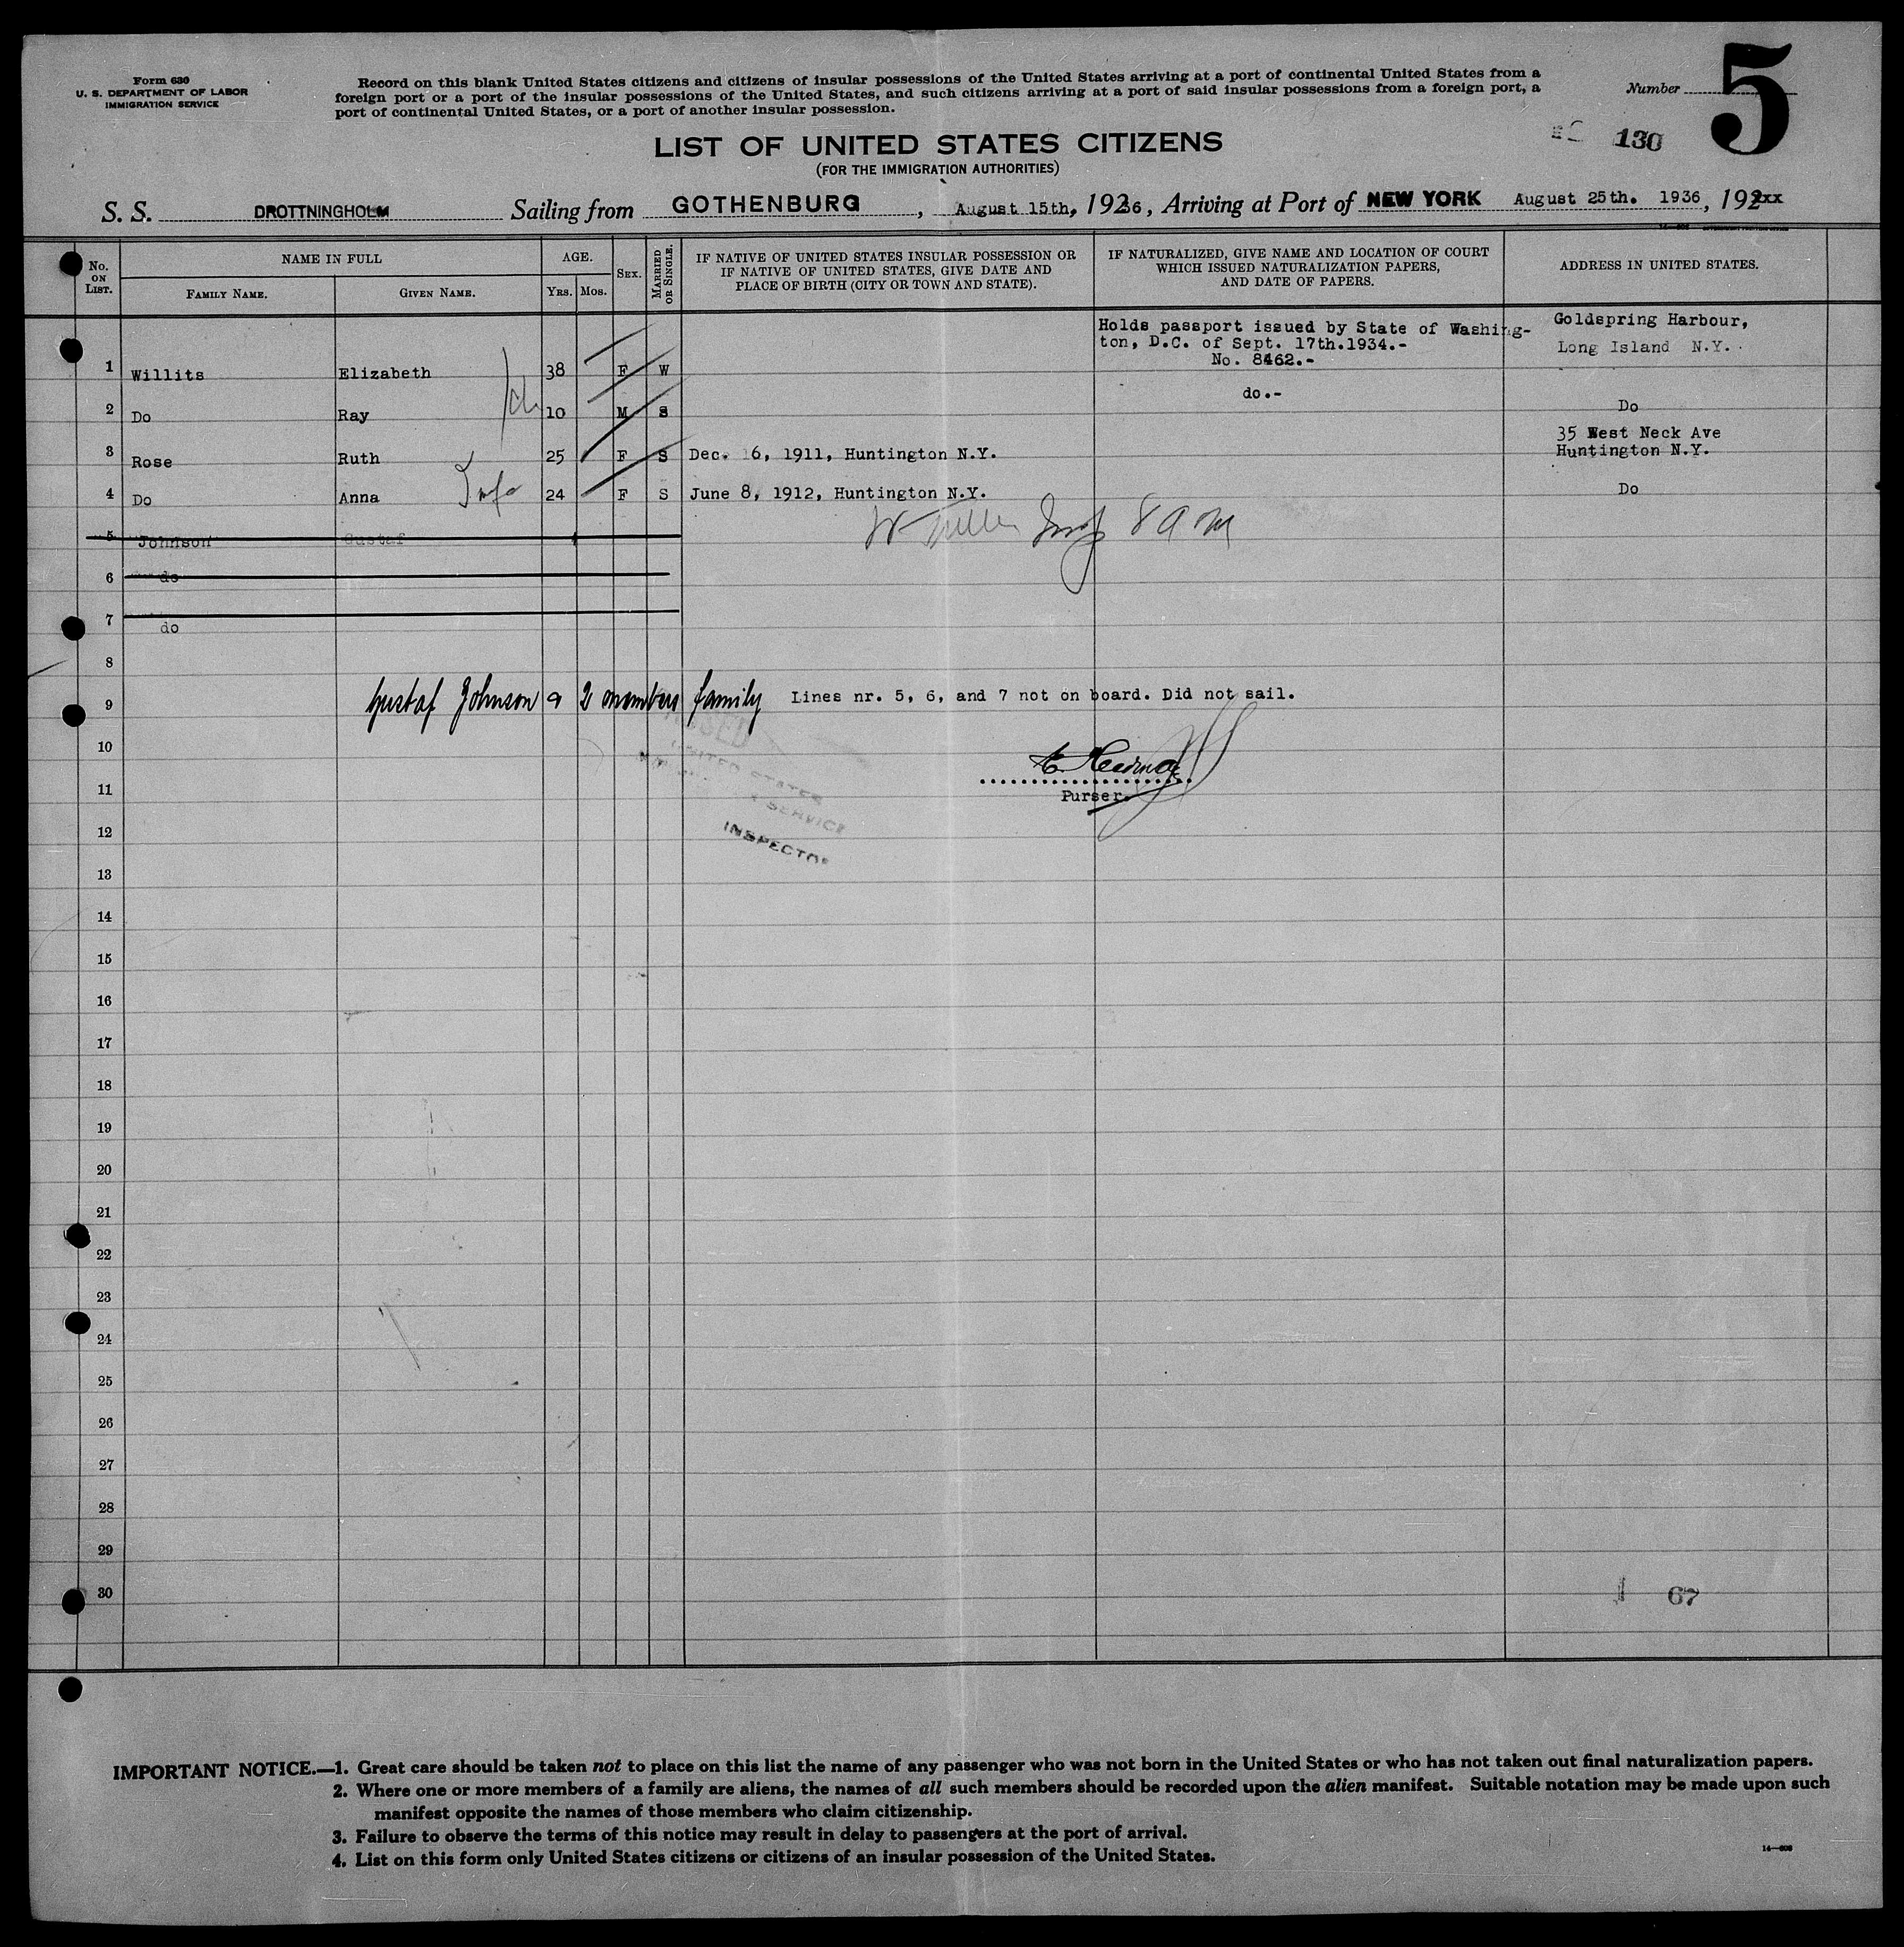 Form 630
U. S. DEPARTMENT OF LABOR
IMMIGRATION SERVICE
Record on this blank United States citizens and citizens of insular possessions of the United States arriving at a port of continental United States from a
foreign port or a port of the insular possessions of the United States, and such citizens arriving at a port of said insular possessions from a foreign port, a
port of continental United States, or a port of another insular possession.
Number 5
130
LIST OF UNITED STATES CITIZENS
(FOR THE IMMIGRATION AUTHORITIES)
S. S. DROTTNINGHOLM Sailing from GOTHENBURG, August 15th, 19236, Arriving at Port of NEW YORK August 25th. 1936, 192xx
No. ON LIST.
NAME IN FULL
FAMILY NAME. GIVEN NAME.
AGE.
YRS. MOS.
SEX.
MARRIED OR SINGLE.
IF NATIVE OF UNITED STATES INSULAR POSSESSION OR
IF NATIVE OF UNITED STATES, GIVE DATE AND
PLACE OF BIRTH (CITY OR TOWN AND STATE).
IF NATURALIZED, GIVE NAME AND LOCATION OF COURT
WHICH ISSUED NATURALIZATION PAPERS,
AND DATE OF PAPERS.
ADDRESS IN UNITED STATES.
Holds passport issued by State of Washing-
ton, D.C. of Sept. 17th.1934.-
No. 8462.-
Goldspring Harbour,
Long Island N.Y.
1 Willits Elizabeth 38 F W
do.-
2 Do Ray 10 M S Do
35 West Neck Ave
Huntington N.Y.
3 Rose Ruth 25 F S Dec. 16, 1911, Huntington N.Y.
4 Do Anna 24 F S June 8, 1912, Huntington N.Y. Do
8 a m
5 Johnson Gustaf
6 do
7 do
8
9 Gustaf Johnson & 2 members family Lines nr. 5, 6, and 7 not on board. Did not sail.
10
11
Purser.
UNITED STATES
SERVICE
INSPECTOR
12
13
14
15
16
17
18
19
20
21
22
23
24
25
26
27
28
29
30
67
IMPORTANT NOTICE.—1. Great care should be taken not to place on this list the name of any passenger who was not born in the United States or who has not taken out final naturalization papers.
2. Where one or more members of a family are aliens, the names of all such members should be recorded upon the alien manifest. Suitable notation may be made upon such
manifest opposite the names of those members who claim citizenship.
3. Failure to observe the terms of this notice may result in delay to passengers at the port of arrival.
4. List on this form only United States citizens or citizens of an insular possession of the United States.
14—606